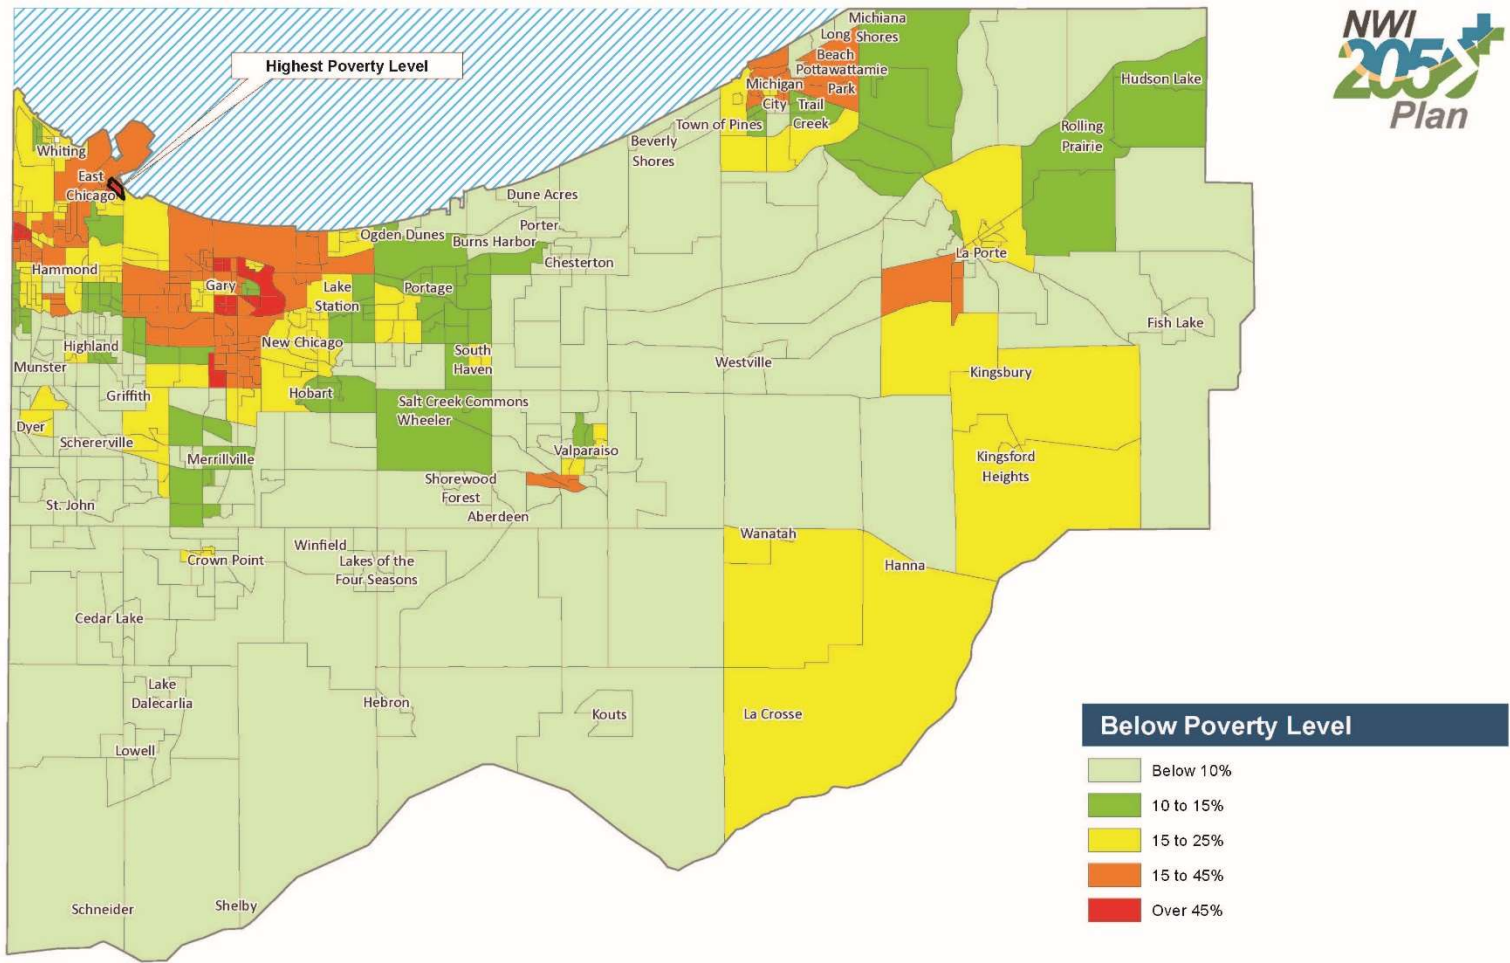 NWI
2050
Plan
Highest Poverty Level
Michiana
Shores
Long
Beach
Pottawattamie
Park
Michigan
City
Trail
Creek
Town of Pines
Beverly
Shores
Hudson Lake
Rolling
Prairie
Whiting
East
Chicago
Dune Acres
Porter
Ogden Dunes
Burns Harbor
Chesterton
La Porte
Hammond
Gary
Lake
Station
Portage
Fish Lake
Highland
New Chicago
South
Haven
Westville
Munster
Kingsbury
Griffith
Hobart
Salt Creek Commons
Wheeler
Dyer
Schererville
Merrillville
Valparaiso
Kingsford
Heights
Shorewood
Forest
St. John
Aberdeen
Wanatah
Winfield
Crown Point
Lakes of the
Four Seasons
Hanna
Cedar Lake
Lake
Dalecarlia
Hebron
Kouts
La Crosse
Lowell
Schneider
Shelby
Below Poverty Level
Below 10%
10 to 15%
15 to 25%
15 to 45%
Over 45%